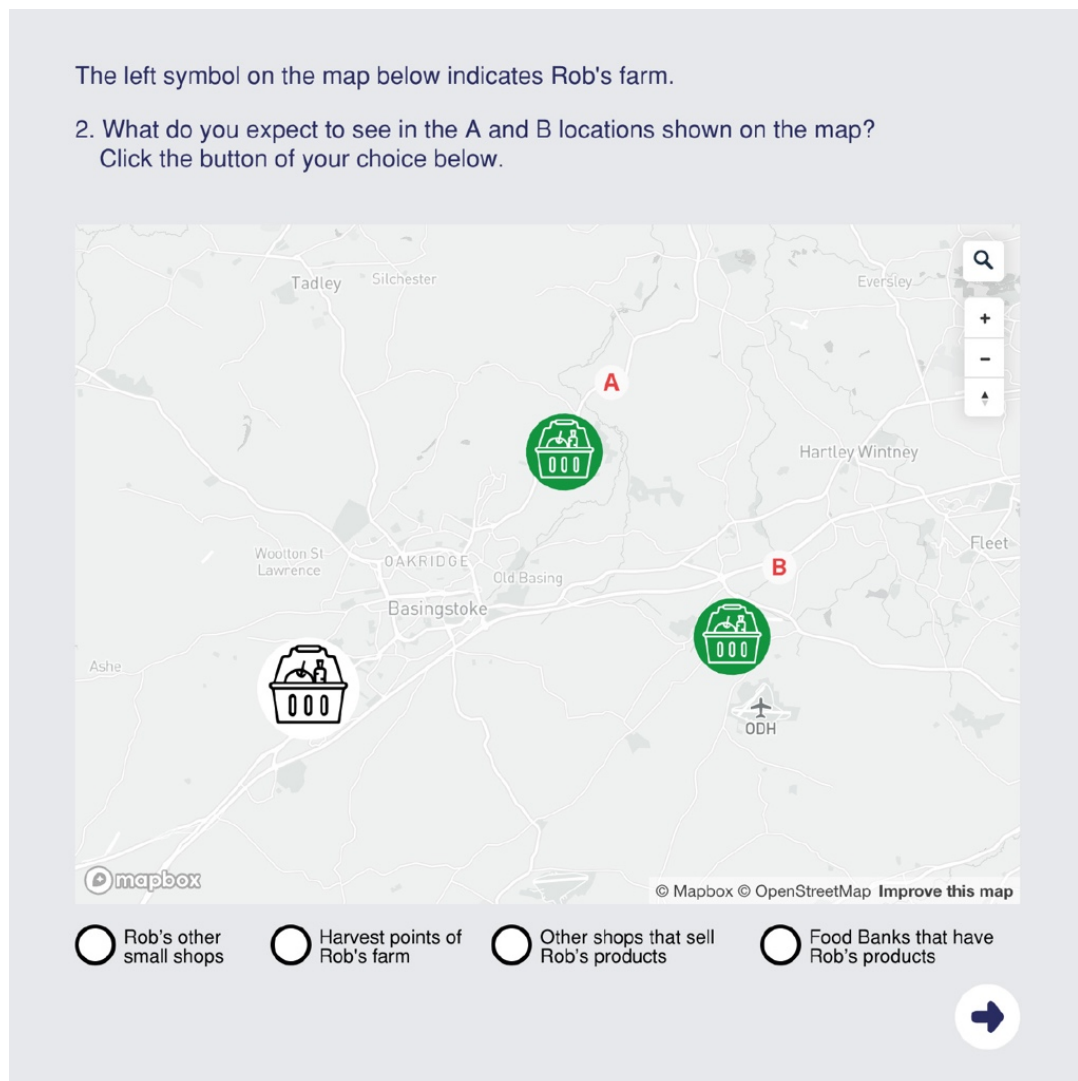 The left symbol on the map below indicates Rob's farm.
2. What do you expect to see in the A and B locations shown on the map?
Click the button of your choice below.
Tadley
Silchester
Eversley
+
−
A
Hartley Wintney
Fleet
Wootton St
Lawrence
OAKRIDGE
Old Basing
B
Basingstoke
Ashe
ODH
mapbox
© Mapbox © OpenStreetMap Improve this map
Rob's other
small shops
Harvest points of
Rob's farm
Other shops that sell
Rob's products
Food Banks that have
Rob's products